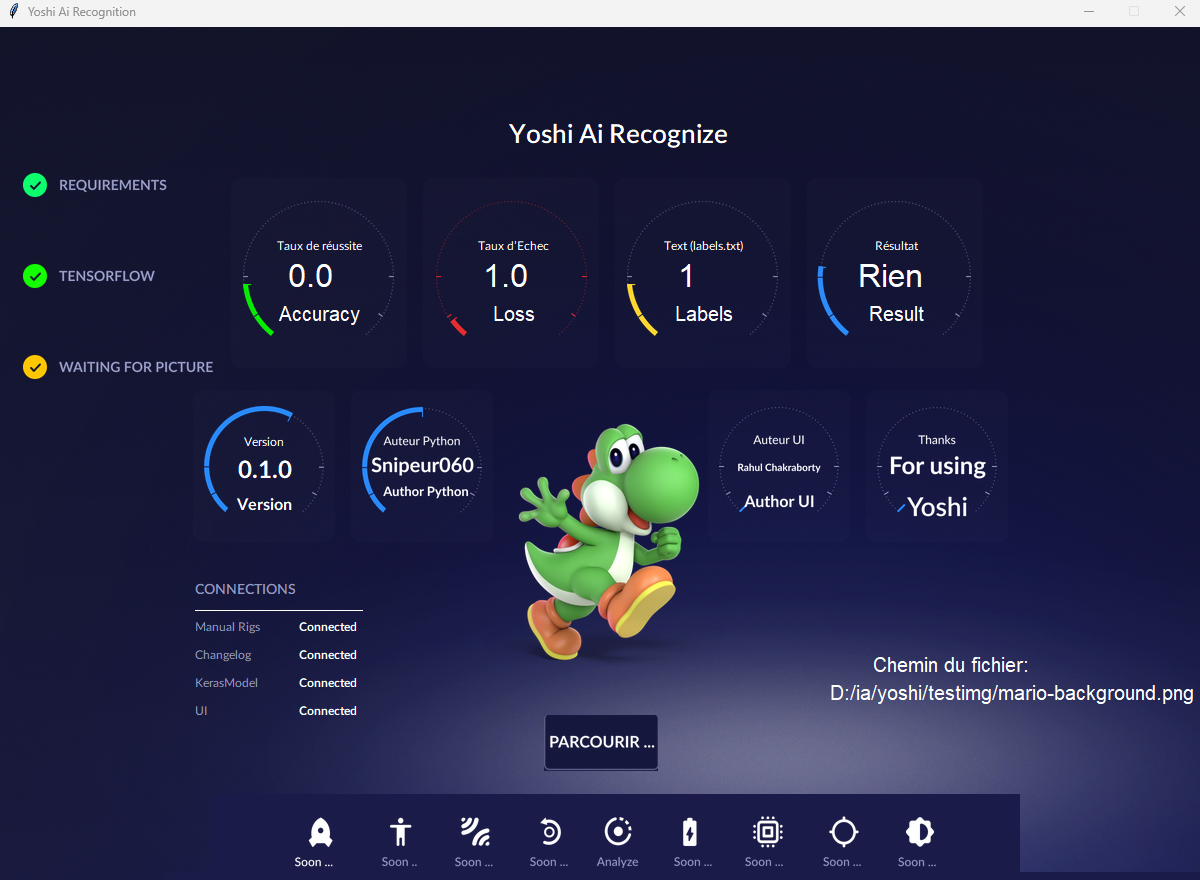 Yoshi Ai Recognition
Yoshi Ai Recognize
REQUIREMENTS
TENSORFLOW
WAITING FOR PICTURE
Taux de réussite
0.0
Accuracy
Taux d'Echec
1.0
Loss
Text (labels.txt)
1
Labels
Résultat
Rien
Result
Version
0.1.0
Version
Auteur Python
Snipeur060
Author Python
Auteur UI
Rahul Chakraborty
Author UI
Thanks
For using
Yoshi
CONNECTIONS
Manual Rigs Connected
Changelog Connected
KerasModel Connected
UI Connected
Chemin du fichier:
D:/ia/yoshi/testimg/mario-background.png
PARCOURIR ...
Soon ...
Soon ..
Soon ...
Soon ...
Analyze
Soon ...
Soon ...
Soon ...
Soon ...